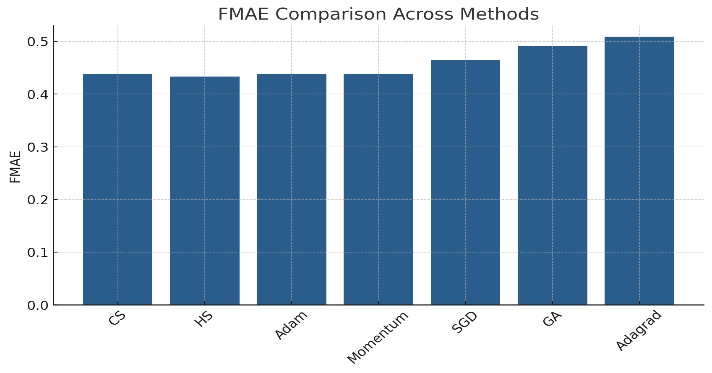 FMAE Comparison Across Methods
FMAE
0.5
0.4
0.3
0.2
0.1
0.0
CS
HS
Adam
Momentum
SGD
GA
Adagrad